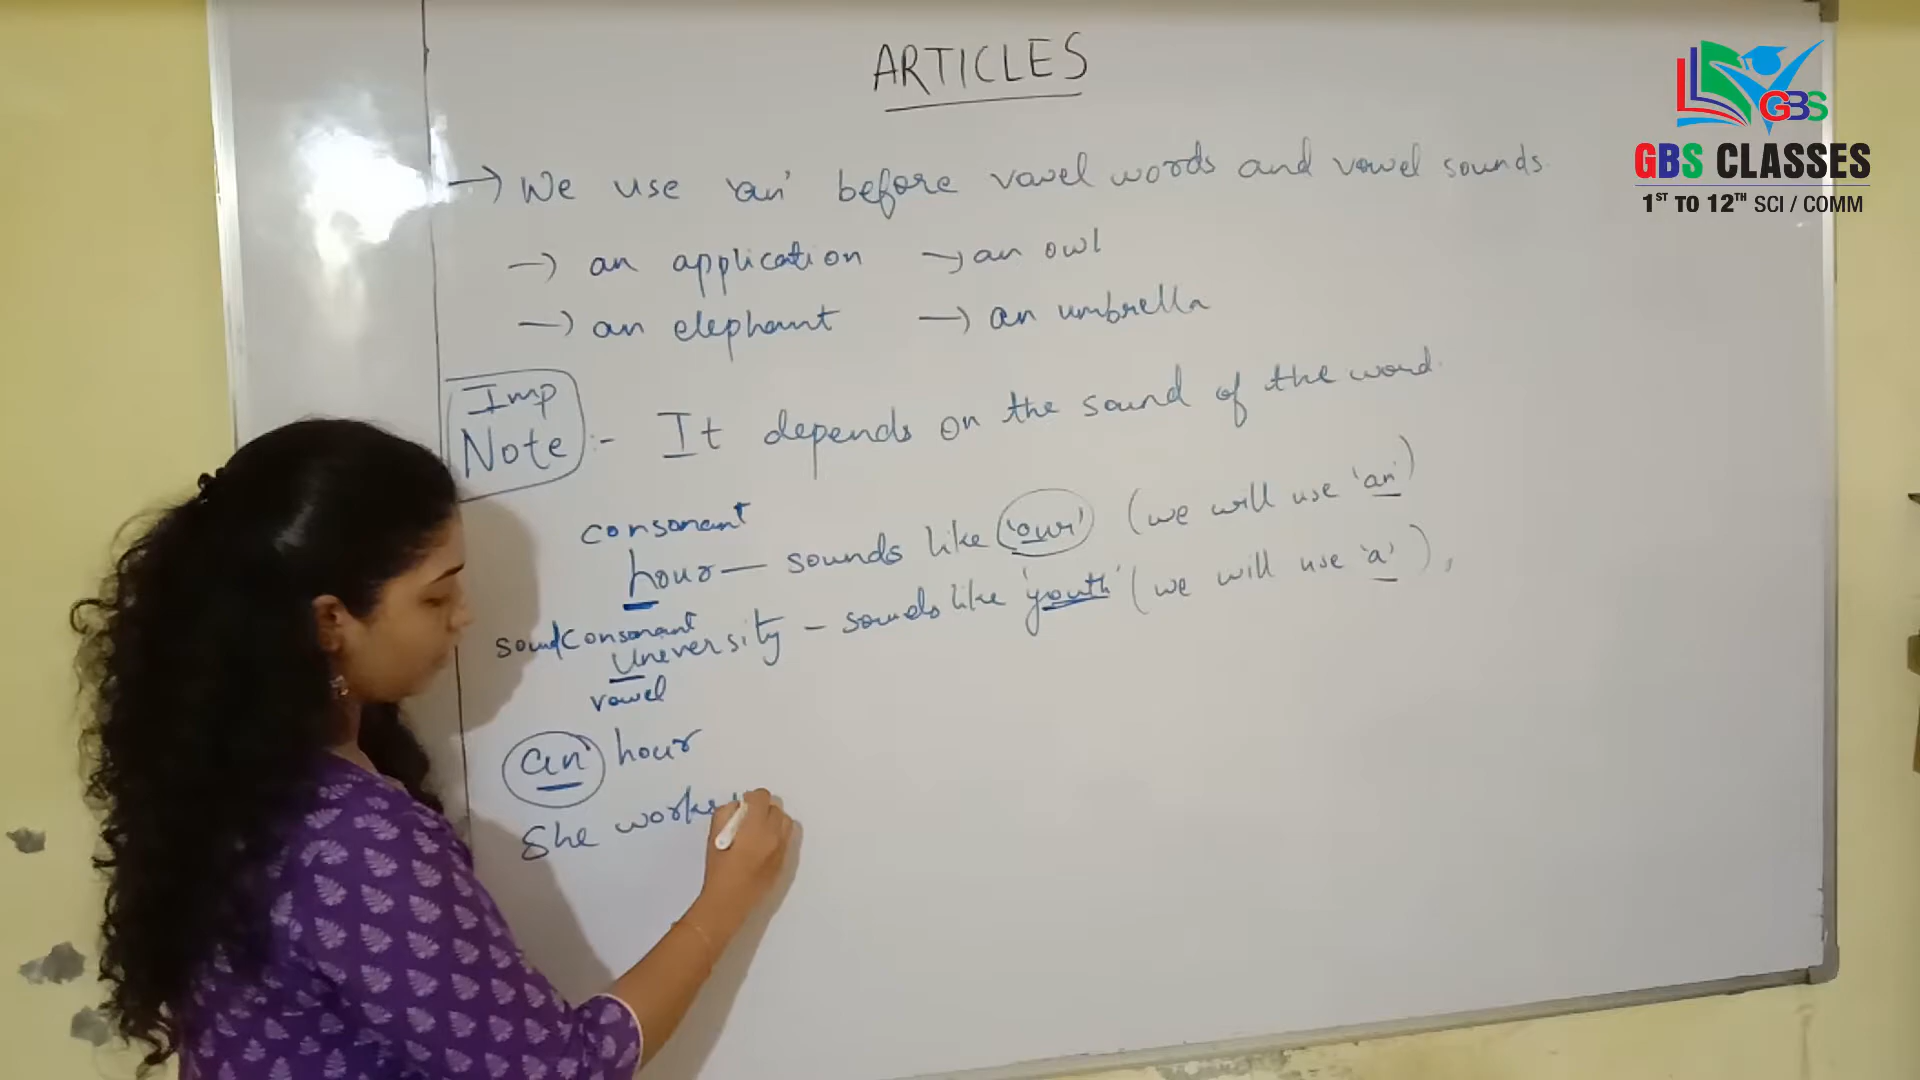 ARTICLES
GBS
GBS CLASSES
1ST TO 12TH SCI / COMM
→ We use 'an' before vowel words and vowel sounds.
→ an application → an owl
→ an elephant → an umbrella
Imp
Note :- It depends on the sound of the word.
consonant
hour — sounds like 'our' (we will use 'an')
sound consonant
University – sounds like 'youth' (we will use 'a'),
vowel
an hour
She works